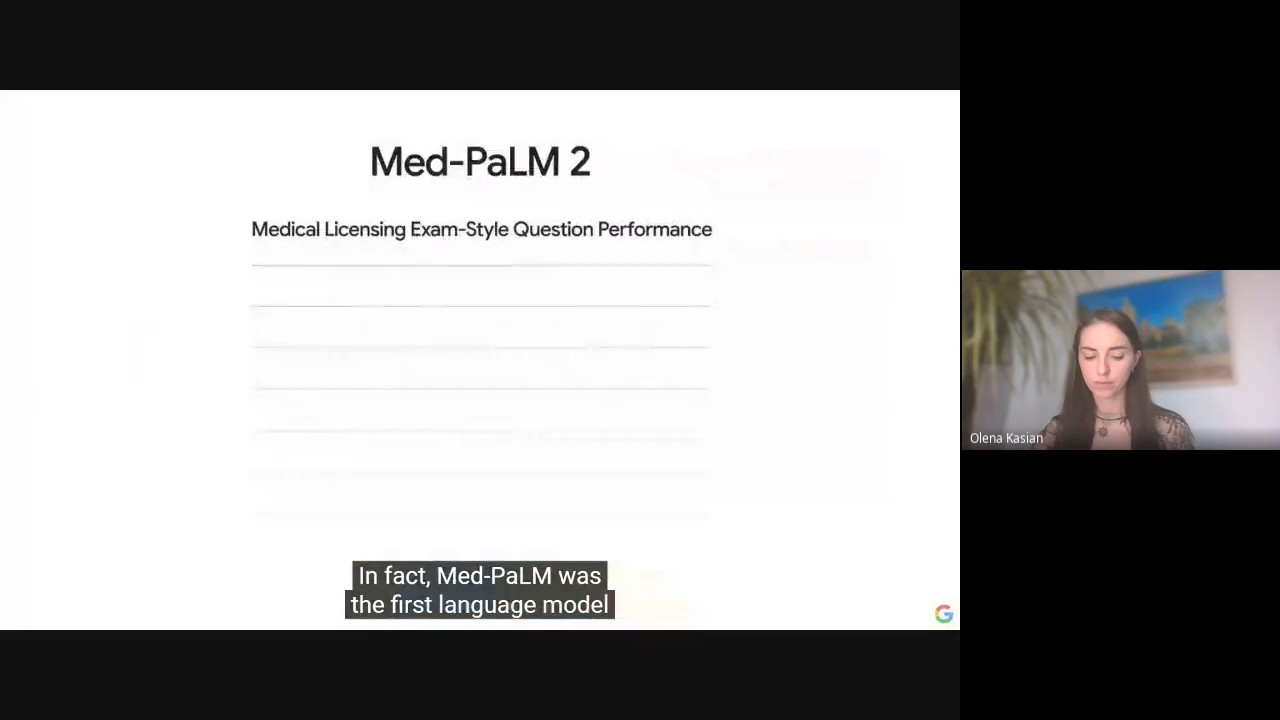 Med-PaLM 2
Medical Licensing Exam-Style Question Performance
In fact, Med-PaLM was
the first language model
Olena Kasian